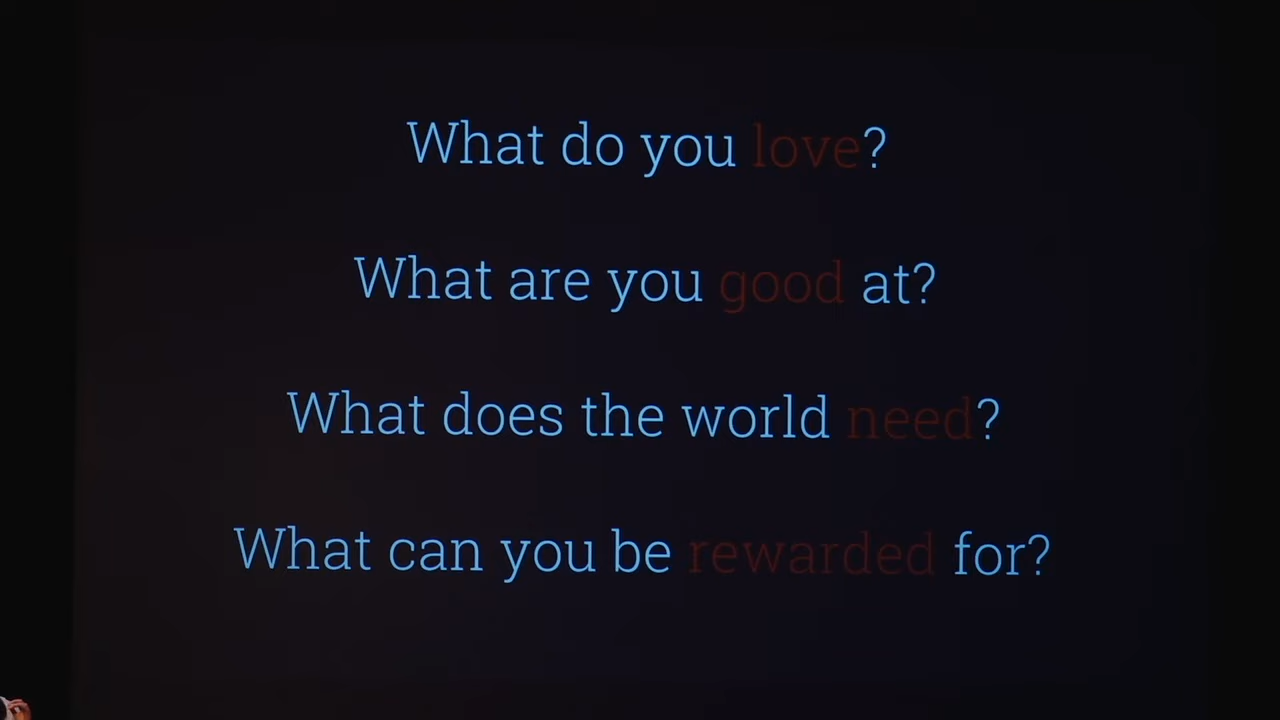 What do you love?
What are you good at?
What does the world need?
What can you be rewarded for?